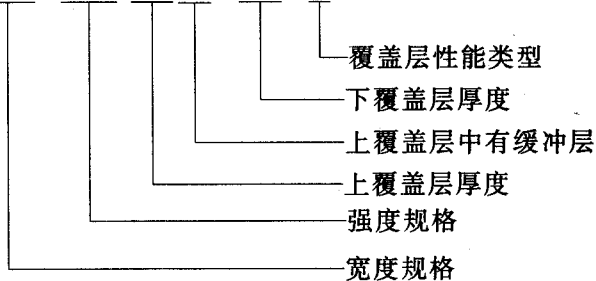 覆盖层性能类型
下覆盖层厚度
上覆盖层中有缓冲层
上覆盖层厚度
强度规格
宽度规格